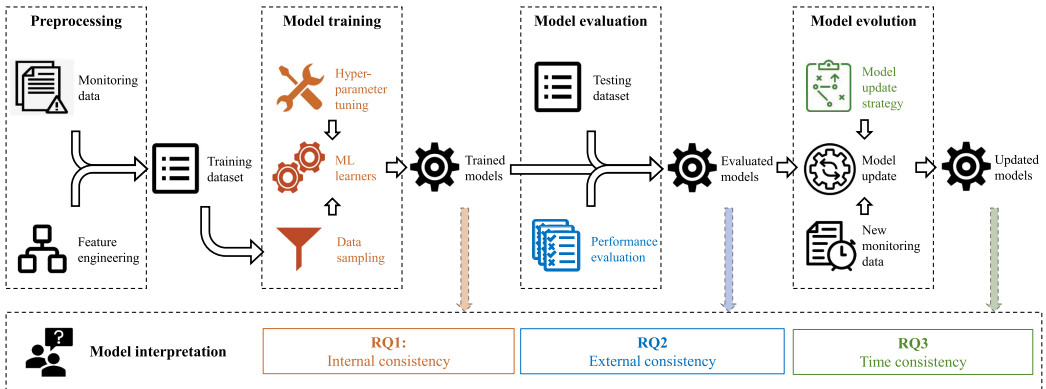 Preprocessing
Monitoring
data
Feature
engineering
Training
dataset
Model training
Hyper-
parameter
tuning
ML
learners
Data
sampling
Trained
models
Model evaluation
Testing
dataset
Performance
evaluation
Evaluated
models
Model evolution
Model
update
strategy
Model
update
New
monitoring
data
Updated
models
Model interpretation
RQ1:
Internal consistency
RQ2
External consistency
RQ3
Time consistency